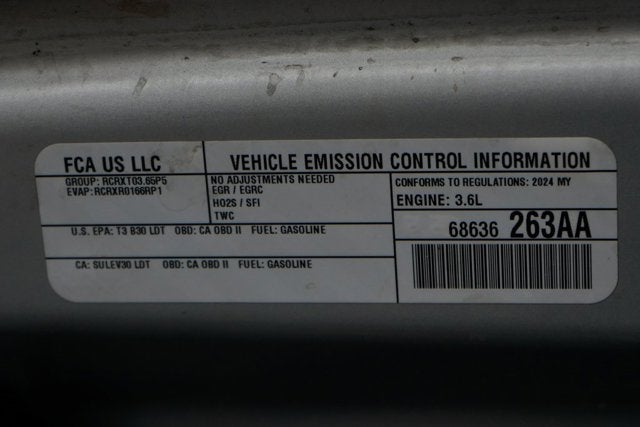 FCA US LLC
VEHICLE EMISSION CONTROL INFORMATION
GROUP: RCRXT03.65P5
EVAP: RCRXR0166RP1
NO ADJUSTMENTS NEEDED
EGR / EGRC
HO2S / SFI
TWC
CONFORMS TO REGULATIONS: 2024 MY
ENGINE: 3.6L
U.S. EPA: T3 B30 LDT OBD: CA OBD II FUEL: GASOLINE
68636 263AA
CA: SULEV30 LDT OBD: CA OBD II FUEL: GASOLINE